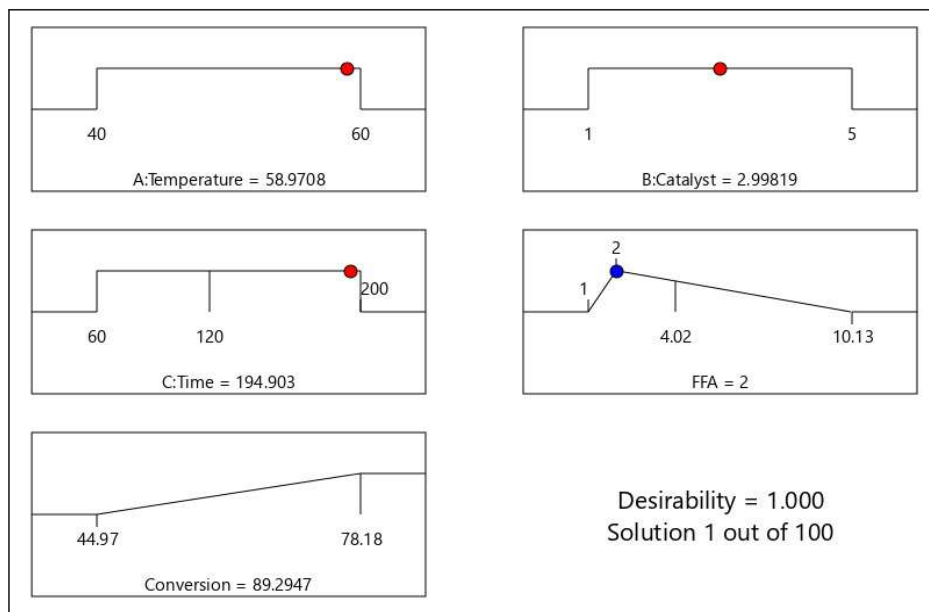 40 60
A:Temperature = 58.9708
1 5
B:Catalyst = 2.99819
200
60 120
C:Time = 194.903
2
1
4.02 10.13
FFA = 2
44.97 78.18
Conversion = 89.2947
Desirability = 1.000
Solution 1 out of 100